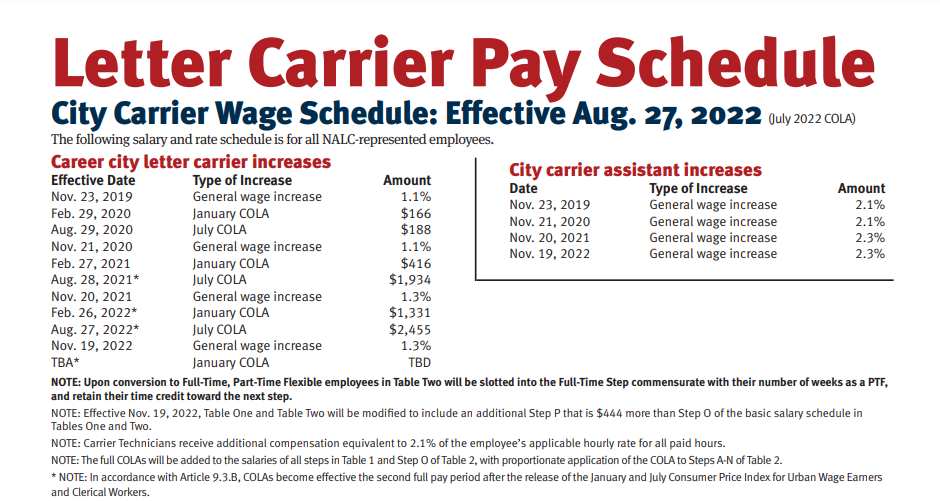 Letter Carrier Pay Schedule
City Carrier Wage Schedule: Effective Aug. 27, 2022 (July 2022 COLA)
The following salary and rate schedule is for all NALC-represented employees.
Career city letter carrier increases
Effective Date Type of Increase Amount
Nov. 23, 2019 General wage increase 1.1%
Feb. 29, 2020 January COLA $166
Aug. 29, 2020 July COLA $188
Nov. 21, 2020 General wage increase 1.1%
Feb. 27, 2021 January COLA $416
Aug. 28, 2021* July COLA $1,934
Nov. 20, 2021 General wage increase 1.3%
Feb. 26, 2022* January COLA $1,331
Aug. 27, 2022* July COLA $2,455
Nov. 19, 2022 General wage increase 1.3%
TBA* January COLA TBD
City carrier assistant increases
Date Type of Increase Amount
Nov. 23, 2019 General wage increase 2.1%
Nov. 21, 2020 General wage increase 2.1%
Nov. 20, 2021 General wage increase 2.3%
Nov. 19, 2022 General wage increase 2.3%
NOTE: Upon conversion to Full-Time, Part-Time Flexible employees in Table Two will be slotted into the Full-Time Step commensurate with their number of weeks as a PTF,
and retain their time credit toward the next step.
NOTE: Effective Nov. 19, 2022, Table One and Table Two will be modified to include an additional Step P that is $444 more than Step O of the basic salary schedule in
Tables One and Two.
NOTE: Carrier Technicians receive additional compensation equivalent to 2.1% of the employee's applicable hourly rate for all paid hours.
NOTE: The full COLAs will be added to the salaries of all steps in Table 1 and Step O of Table 2, with proportionate application of the COLA to Steps A-N of Table 2.
* NOTE: In accordance with Article 9.3.B, COLAs become effective the second full pay period after the release of the January and July Consumer Price Index for Urban Wage Earners
and Clerical Workers.